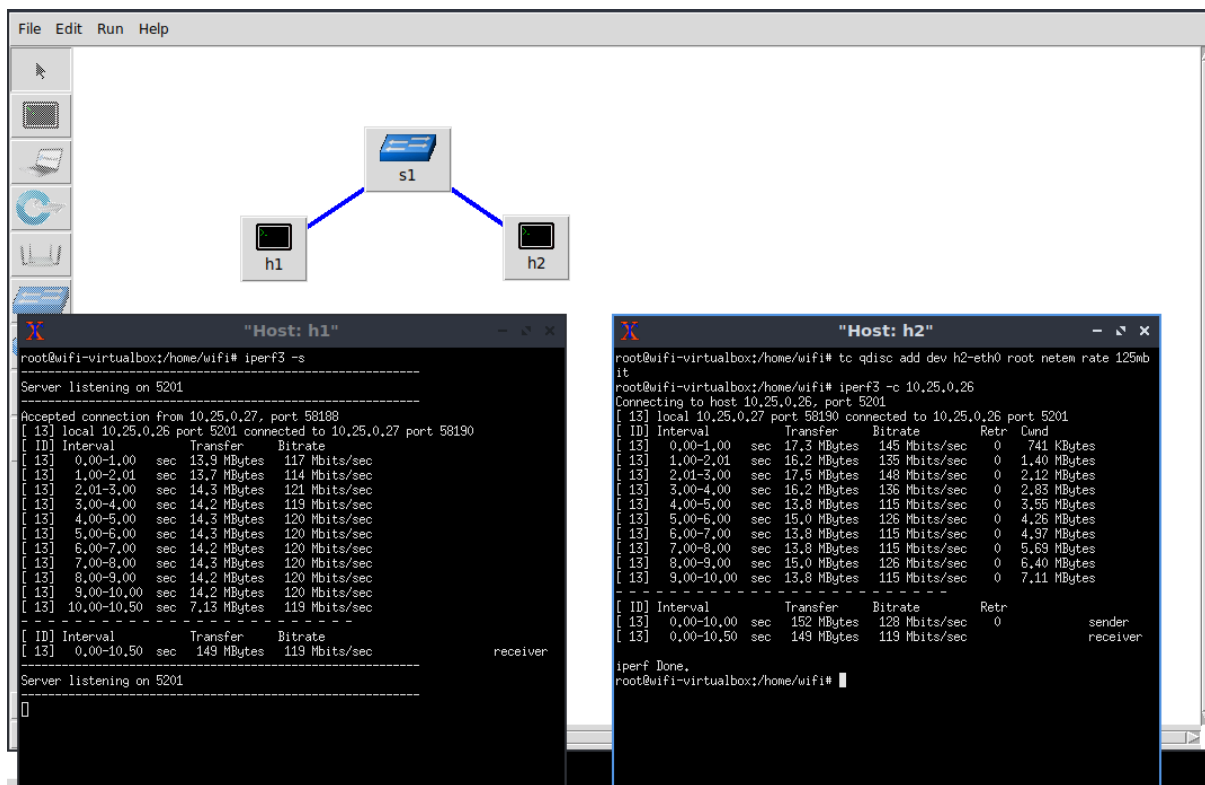 File Edit Run Help
s1
h1
h2
"Host: h1"
root@wifi-virtualbox:/home/wifi# iperf3 -s
-----------------------------------------------------------
Server listening on 5201
-----------------------------------------------------------
Accepted connection from 10.25.0.27, port 58188
[ 13] local 10.25.0.26 port 5201 connected to 10.25.0.27 port 58190
[ ID] Interval Transfer Bitrate
[ 13] 0.00-1.00 sec 13.9 MBytes 117 Mbits/sec
[ 13] 1.00-2.01 sec 13.7 MBytes 114 Mbits/sec
[ 13] 2.01-3.00 sec 14.3 MBytes 121 Mbits/sec
[ 13] 3.00-4.00 sec 14.2 MBytes 119 Mbits/sec
[ 13] 4.00-5.00 sec 14.3 MBytes 120 Mbits/sec
[ 13] 5.00-6.00 sec 14.3 MBytes 120 Mbits/sec
[ 13] 6.00-7.00 sec 14.2 MBytes 120 Mbits/sec
[ 13] 7.00-8.00 sec 14.3 MBytes 120 Mbits/sec
[ 13] 8.00-9.00 sec 14.2 MBytes 120 Mbits/sec
[ 13] 9.00-10.00 sec 14.2 MBytes 120 Mbits/sec
[ 13] 10.00-10.50 sec 7.13 MBytes 119 Mbits/sec
- - - - - - - - - - - - - - - - - - - - - - - - -
[ ID] Interval Transfer Bitrate
[ 13] 0.00-10.50 sec 149 MBytes 119 Mbits/sec receiver
-----------------------------------------------------------
Server listening on 5201
-----------------------------------------------------------
"Host: h2"
root@wifi-virtualbox:/home/wifi# tc qdisc add dev h2-eth0 root netem rate 125mb
it
root@wifi-virtualbox:/home/wifi# iperf3 -c 10.25.0.26
Connecting to host 10.25.0.26, port 5201
[ 13] local 10.25.0.27 port 58190 connected to 10.25.0.26 port 5201
[ ID] Interval Transfer Bitrate Retr Cwnd
[ 13] 0.00-1.00 sec 17.3 MBytes 145 Mbits/sec 0 741 KBytes
[ 13] 1.00-2.01 sec 16.2 MBytes 135 Mbits/sec 0 1.40 MBytes
[ 13] 2.01-3.00 sec 17.5 MBytes 148 Mbits/sec 0 2.12 MBytes
[ 13] 3.00-4.00 sec 16.2 MBytes 136 Mbits/sec 0 2.83 MBytes
[ 13] 4.00-5.00 sec 13.8 MBytes 115 Mbits/sec 0 3.55 MBytes
[ 13] 5.00-6.00 sec 15.0 MBytes 126 Mbits/sec 0 4.26 MBytes
[ 13] 6.00-7.00 sec 13.8 MBytes 115 Mbits/sec 0 4.97 MBytes
[ 13] 7.00-8.00 sec 13.8 MBytes 115 Mbits/sec 0 5.69 MBytes
[ 13] 8.00-9.00 sec 15.0 MBytes 126 Mbits/sec 0 6.40 MBytes
[ 13] 9.00-10.00 sec 13.8 MBytes 115 Mbits/sec 0 7.11 MBytes
- - - - - - - - - - - - - - - - - - - - - - - - -
[ ID] Interval Transfer Bitrate Retr
[ 13] 0.00-10.00 sec 152 MBytes 128 Mbits/sec 0 sender
[ 13] 0.00-10.50 sec 149 MBytes 119 Mbits/sec receiver
iperf Done.
root@wifi-virtualbox:/home/wifi#